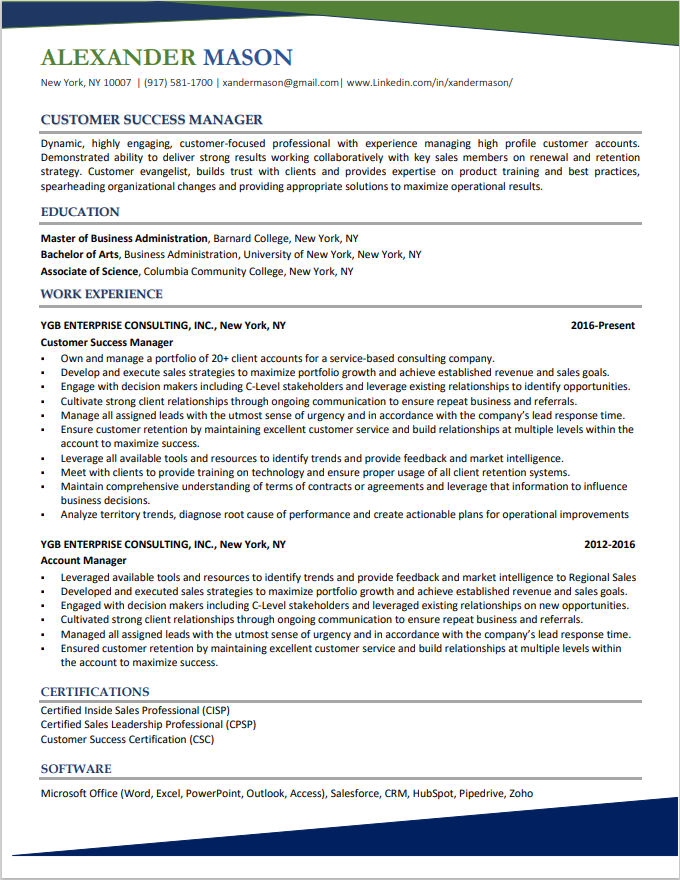 ALEXANDER MASON
New York, NY 10007 | (917) 581-1700 | xandermason@gmail.com| www.Linkedin.com/in/xandermason/
CUSTOMER SUCCESS MANAGER
Dynamic, highly engaging, customer-focused professional with experience managing high profile customer accounts.
Demonstrated ability to deliver strong results working collaboratively with key sales members on renewal and retention
strategy. Customer evangelist, builds trust with clients and provides expertise on product training and best practices,
spearheading organizational changes and providing appropriate solutions to maximize operational results.
EDUCATION
Master of Business Administration, Barnard College, New York, NY
Bachelor of Arts, Business Administration, University of New York, New York, NY
Associate of Science, Columbia Community College, New York, NY
WORK EXPERIENCE
YGB ENTERPRISE CONSULTING, INC., New York, NY 2016-Present
Customer Success Manager
▪ Own and manage a portfolio of 20+ client accounts for a service-based consulting company.
▪ Develop and execute sales strategies to maximize portfolio growth and achieve established revenue and sales goals.
▪ Engage with decision makers including C-Level stakeholders and leverage existing relationships to identify opportunities.
▪ Cultivate strong client relationships through ongoing communication to ensure repeat business and referrals.
▪ Manage all assigned leads with the utmost sense of urgency and in accordance with the company's lead response time.
▪ Ensure customer retention by maintaining excellent customer service and build relationships at multiple levels within the
account to maximize success.
▪ Leverage all available tools and resources to identify trends and provide feedback and market intelligence.
▪ Meet with clients to provide training on technology and ensure proper usage of all client retention systems.
▪ Maintain comprehensive understanding of terms of contracts or agreements and leverage that information to influence
business decisions.
▪ Analyze territory trends, diagnose root cause of performance and create actionable plans for operational improvements
YGB ENTERPRISE CONSULTING, INC., New York, NY 2012-2016
Account Manager
▪ Leveraged available tools and resources to identify trends and provide feedback and market intelligence to Regional Sales
▪ Developed and executed sales strategies to maximize portfolio growth and achieve established revenue and sales goals.
▪ Engaged with decision makers including C-Level stakeholders and leveraged existing relationships on new opportunities.
▪ Cultivated strong client relationships through ongoing communication to ensure repeat business and referrals.
▪ Managed all assigned leads with the utmost sense of urgency and in accordance with the company's lead response time.
▪ Ensured customer retention by maintaining excellent customer service and build relationships at multiple levels within
the account to maximize success.
CERTIFICATIONS
Certified Inside Sales Professional (CISP)
Certified Sales Leadership Professional (CPSP)
Customer Success Certification (CSC)
SOFTWARE
Microsoft Office (Word, Excel, PowerPoint, Outlook, Access), Salesforce, CRM, HubSpot, Pipedrive, Zoho